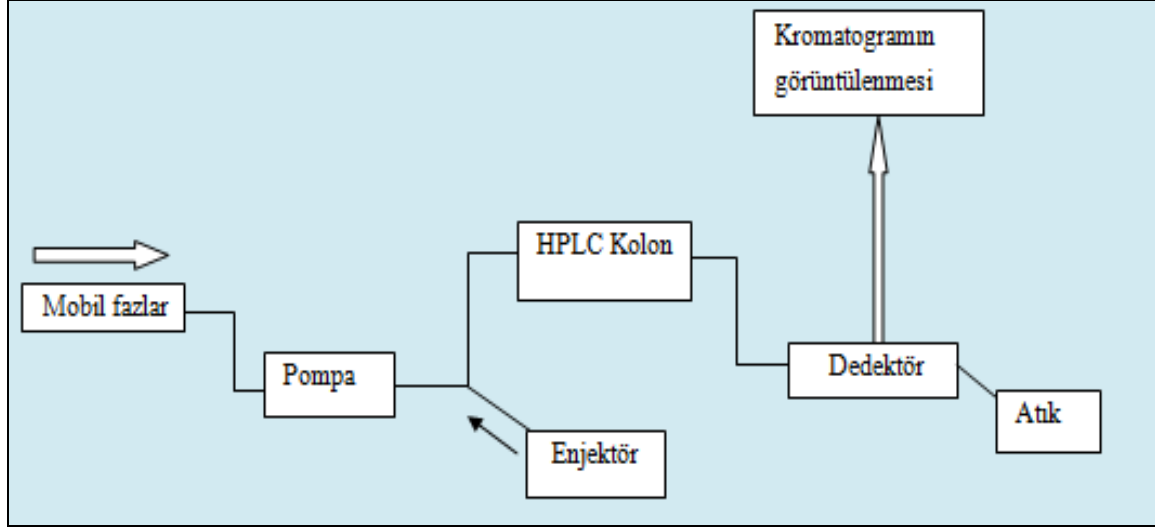 Kromatogramın
görüntülenmesi
HPLC Kolon
Mobil fazlar
Pompa
Dedektör
Enjektör
Atık